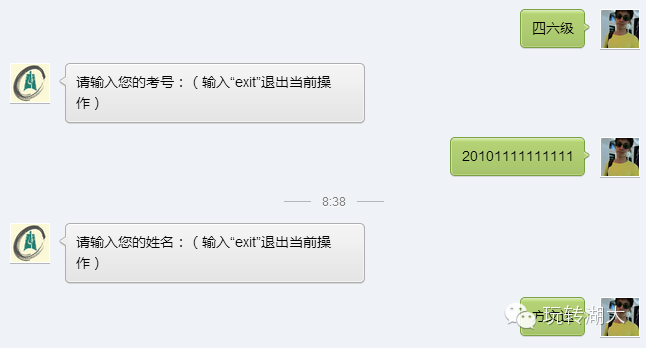 四六级
请输入您的考号：（输入“exit”退出当前操
作）
20101111111111
8:38
请输入您的姓名：（输入“exit”退出当前操
作）
玩转湖大